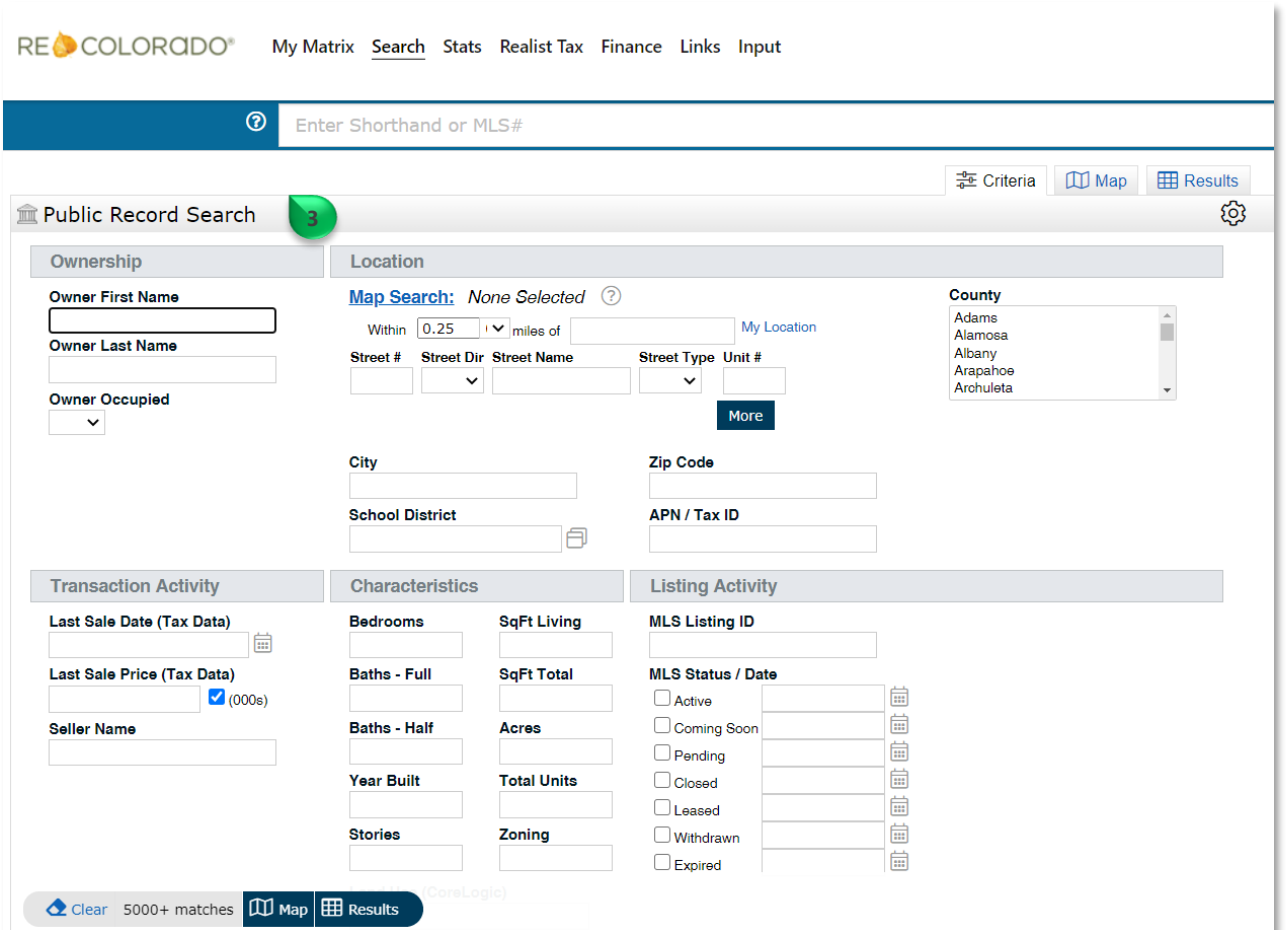 RECOLORADO®
My Matrix Search Stats Realist Tax Finance Links Input
Enter Shorthand or MLS#
Criteria Map Results
Public Record Search 3
Ownership
Owner First Name
Owner Last Name
Owner Occupied
Location
Map Search: None Selected
Within 0.25 miles of My Location
Street # Street Dir Street Name Street Type Unit #
More
City Zip Code
School District APN / Tax ID
County
Adams
Alamosa
Albany
Arapahoe
Archuleta
Transaction Activity
Last Sale Date (Tax Data)
Last Sale Price (Tax Data)
(000s)
Seller Name
Characteristics
Bedrooms SqFt Living
Baths - Full SqFt Total
Baths - Half Acres
Year Built Total Units
Stories Zoning
(CoreLogic)
Listing Activity
MLS Listing ID
MLS Status / Date
Active
Coming Soon
Pending
Closed
Leased
Withdrawn
Expired
Clear 5000+ matches Map Results